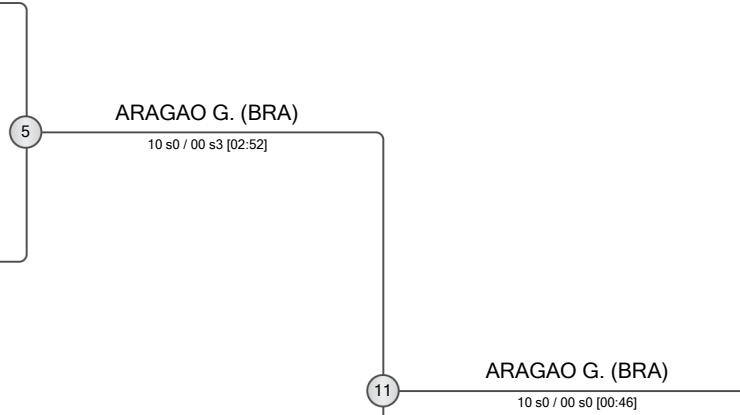 ARAGAO G. (BRA)
5
10 s0 / 00 s3 [02:52]
ARAGAO G. (BRA)
11
10 s0 / 00 s0 [00:46]